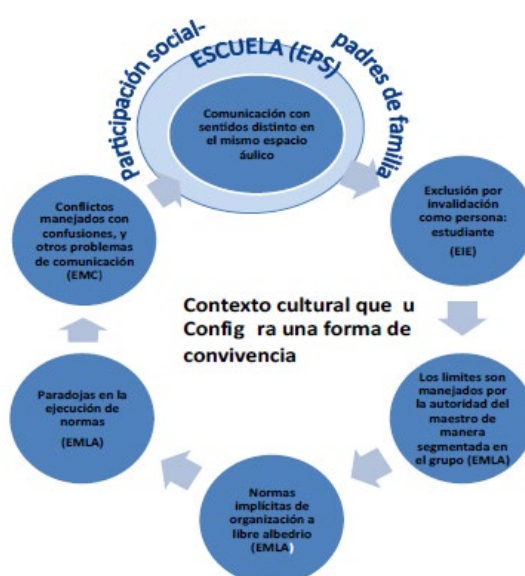 Participación social-
ESCUELA (EPS)
padres de familia
Comunicación con
sentidos distinto en
el mismo espacio
áulico
Exclusión por
invalidación como
persona:
estudiante
(EIE)
Los limites son
manejados por
la autoridad del
maestro de
manera
segmentada en
el grupo (EMLA)
Normas
implícitas de
organización a
libre albedrio
(EMLA)
Paradojas en la
ejecución de
normas
(EMLA)
Conflictos
manejados con
confusiones, y
otros problemas
de comunicación
(EMC)
Contexto cultural que u
Config ra una forma de
convivencia